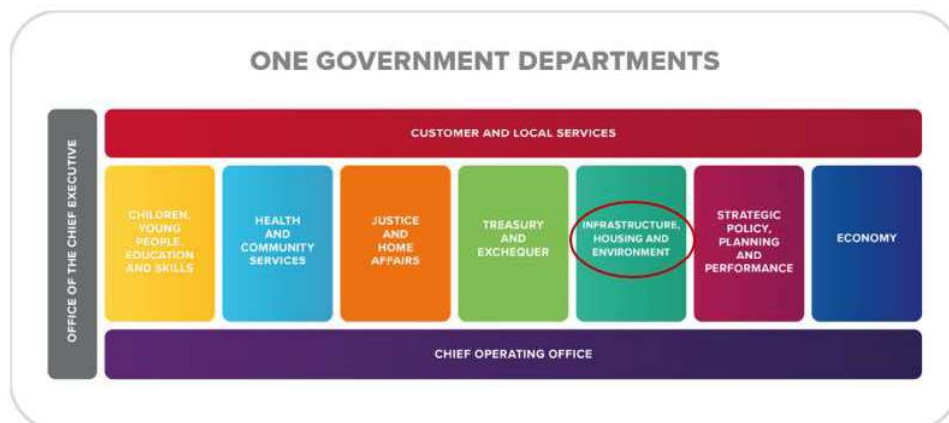 ONE GOVERNMENT DEPARTMENTS
OFFICE OF THE CHIEF EXECUTIVE
CUSTOMER AND LOCAL SERVICES
CHILDREN,
YOUNG
PEOPLE,
EDUCATION
AND SKILLS
HEALTH
AND
COMMUNITY
SERVICES
JUSTICE
AND
HOME
AFFAIRS
TREASURY
AND
EXCHEQUER
INFRASTRUCTURE,
HOUSING AND
ENVIRONMENT
STRATEGIC
POLICY,
PLANNING
AND
PERFORMANCE
ECONOMY
CHIEF OPERATING OFFICE